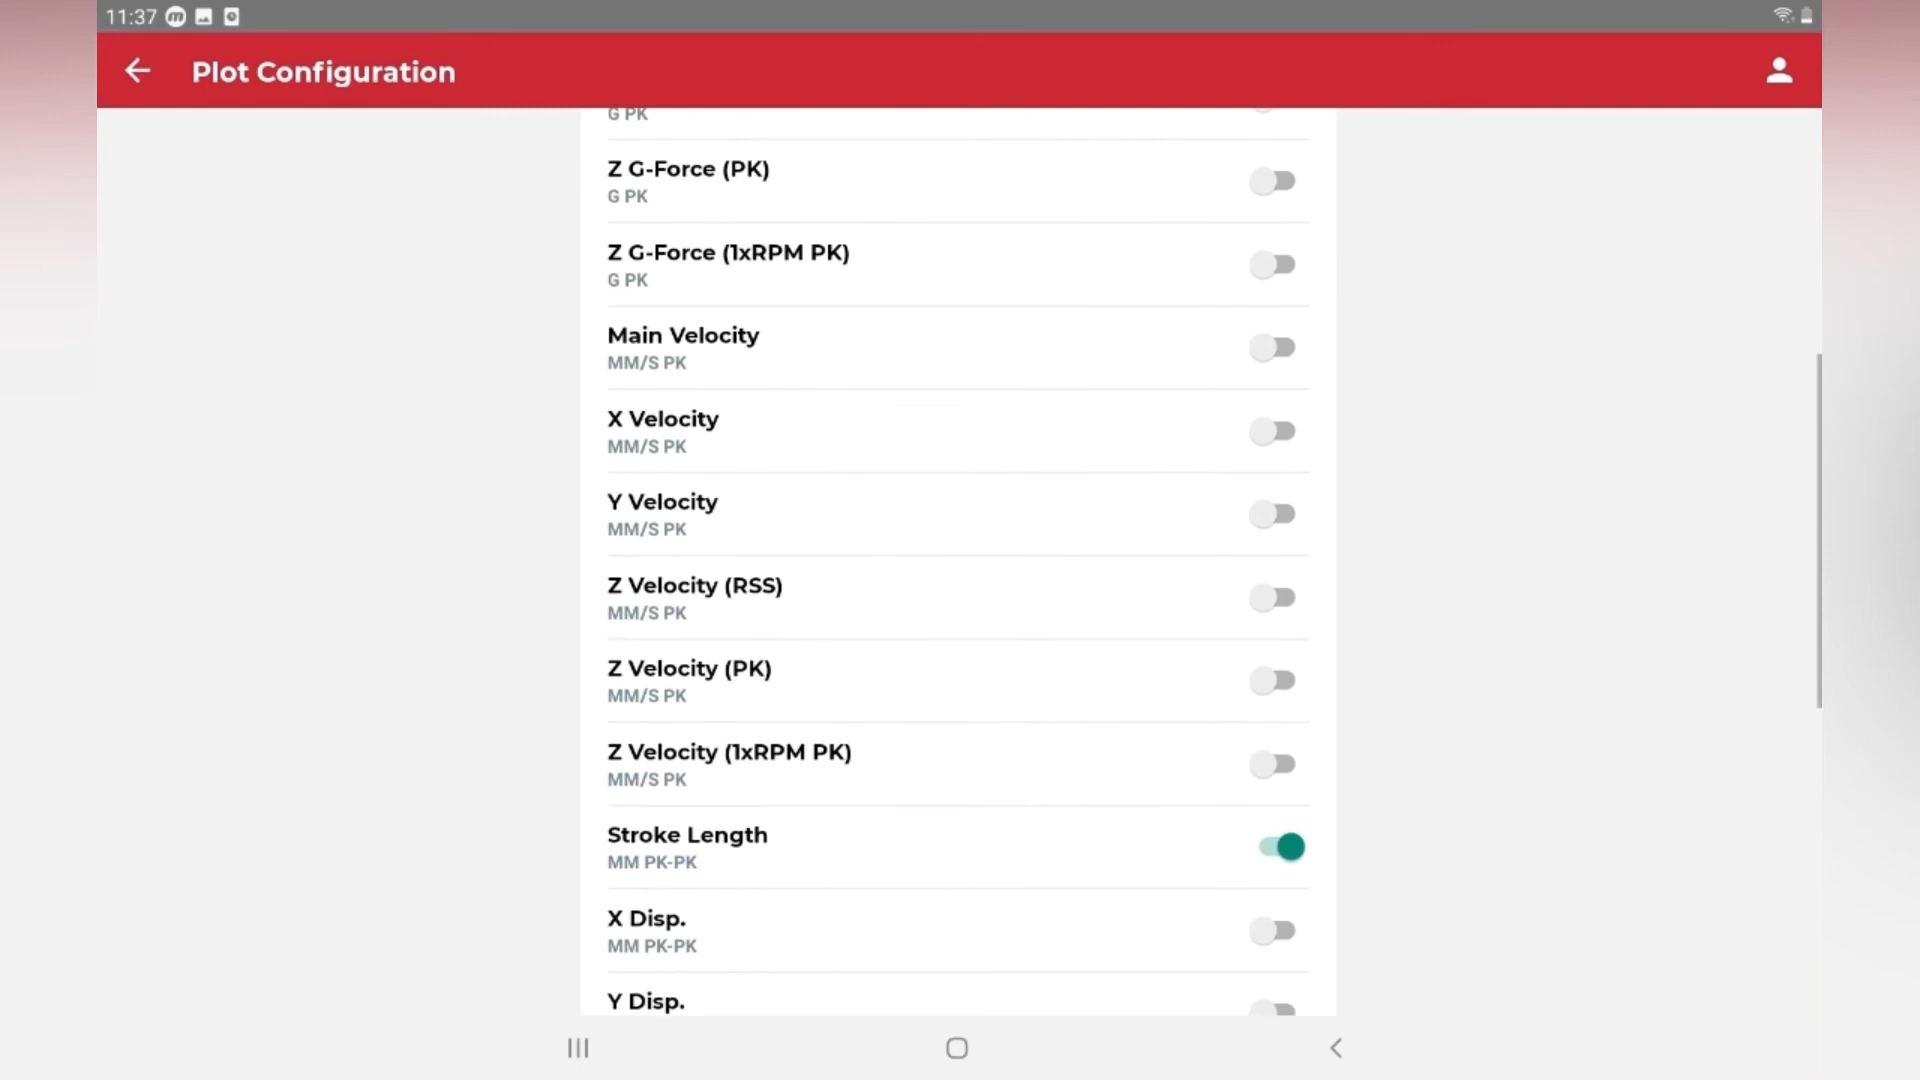 11:37
Plot Configuration
G PK
Z G-Force (PK)
G PK
Z G-Force (1xRPM PK)
G PK
Main Velocity
MM/S PK
X Velocity
MM/S PK
Y Velocity
MM/S PK
Z Velocity (RSS)
MM/S PK
Z Velocity (PK)
MM/S PK
Z Velocity (1xRPM PK)
MM/S PK
Stroke Length
MM PK-PK
X Disp.
MM PK-PK
Y Disp.